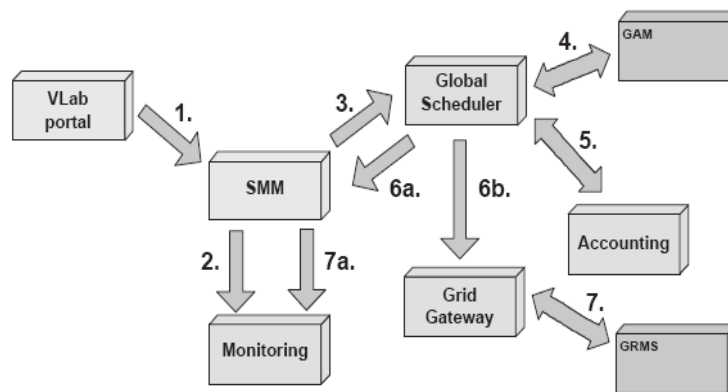 VLab
portal
1.
SMM
2.
7a.
Monitoring
3.
6a.
Global
Scheduler
4.
GAM
5.
Accounting
6b.
Grid
Gateway
7.
GRMS